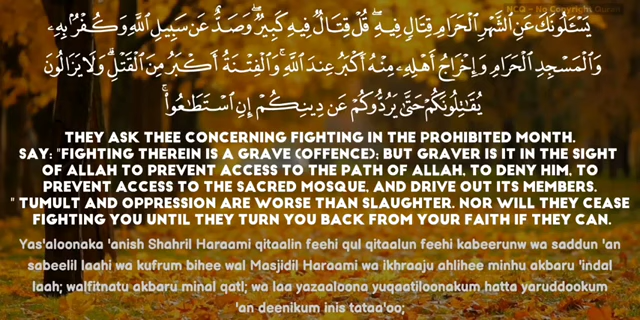 NCQ ~ No Copyright Quran
يَسْـَٔلُونَكَ عَنِ ٱلشَّهْرِ ٱلْحَرَامِ قِتَالٍ فِيهِ ۖ قُلْ قِتَالٌ فِيهِ كَبِيرٌ ۖ وَصَدٌّ عَن سَبِيلِ ٱللَّهِ وَكُفْرٌۢ بِهِۦ
وَٱلْمَسْجِدِ ٱلْحَرَامِ وَإِخْرَاجُ أَهْلِهِۦ مِنْهُ أَكْبَرُ عِندَ ٱللَّهِ ۚ وَٱلْفِتْنَةُ أَكْبَرُ مِنَ ٱلْقَتْلِ ۗ وَلَا يَزَالُونَ
يُقَـٰتِلُونَكُمْ حَتَّىٰ يَرُدُّوكُمْ عَن دِينِكُمْ إِنِ ٱسْتَطَـٰعُوا۟ ۚ
THEY ASK THEE CONCERNING FIGHTING IN THE PROHIBITED MONTH.
SAY: "FIGHTING THEREIN IS A GRAVE (OFFENCE); BUT GRAVER IS IT IN THE SIGHT
OF ALLAH TO PREVENT ACCESS TO THE PATH OF ALLAH, TO DENY HIM, TO
PREVENT ACCESS TO THE SACRED MOSQUE, AND DRIVE OUT ITS MEMBERS.
" TUMULT AND OPPRESSION ARE WORSE THAN SLAUGHTER. NOR WILL THEY CEASE
FIGHTING YOU UNTIL THEY TURN YOU BACK FROM YOUR FAITH IF THEY CAN.
Yas'aloonaka 'anish Shahril Haraami qitaalin feehi qul qitaalun feehi kabeerunw wa saddun 'an
sabeelil laahi wa kufrum bihee wal Masjidil Haraami wa ikhraaju ahlihee minhu akbaru 'indal
laah; walfitnatu akbaru minal qatl; wa laa yazaaloona yuqaatiloonakum hatta yaruddookum
'an deenikum inis tataa'oo;